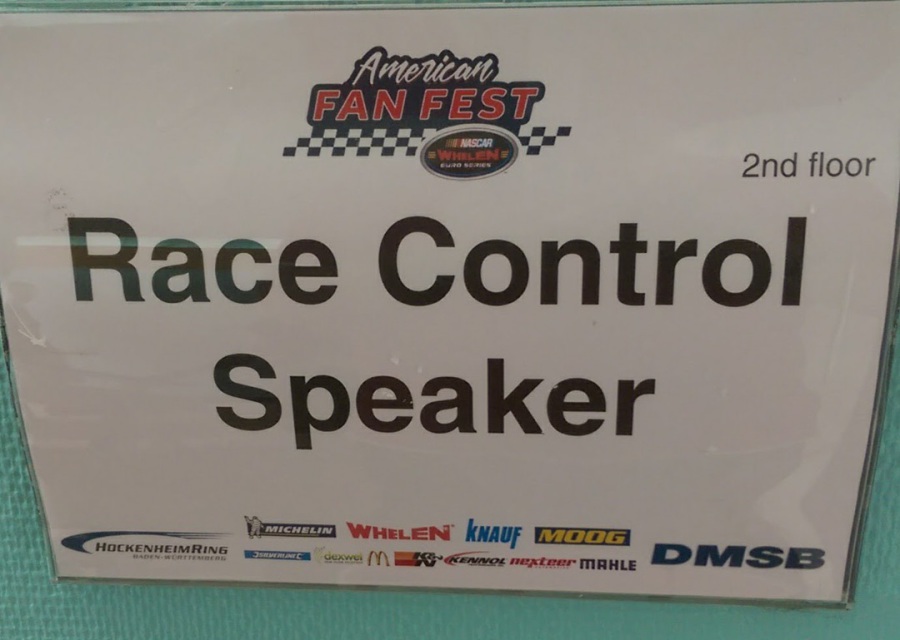 American
FAN FEST
NASCAR
WHELEN
EURO SERIES
2nd floor
Race Control
Speaker
HOCKENHEIMRING
BADEN-WÜRTTEMBERG
MICHELIN
WHELEN
KNAUF
MOOG
dexwet
K&N
KENNOL
nexteer
MAHLE
DMSB